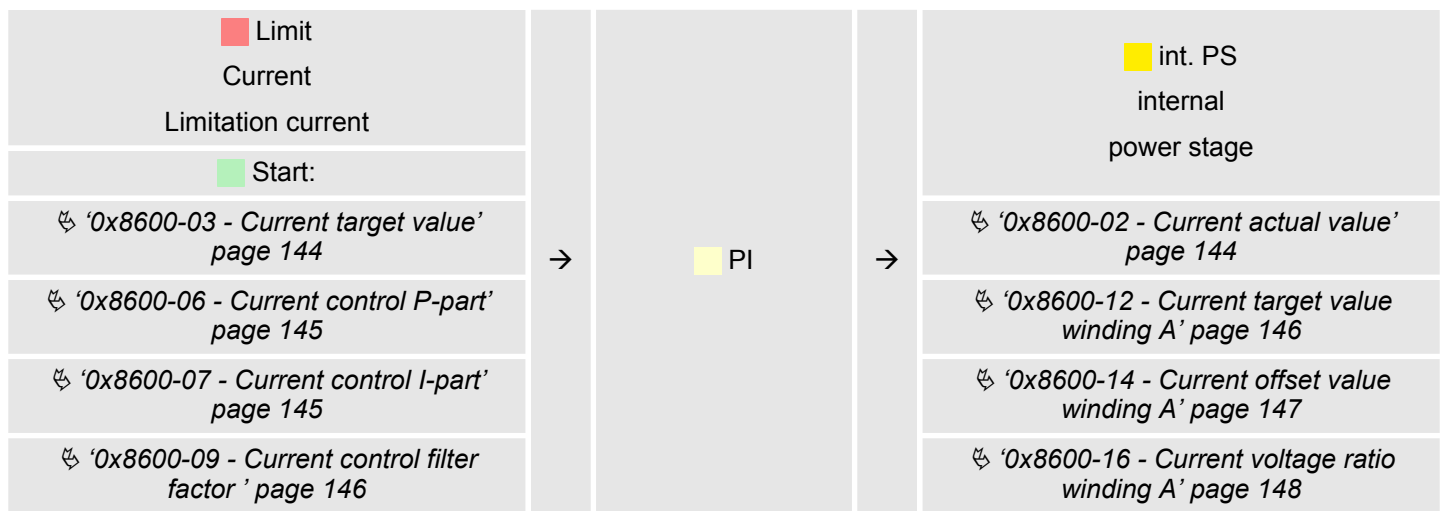 Limit
Current
Limitation current
Start:
‘0x8600-03 - Current target value’
page 144
‘0x8600-06 - Current control P-part’
page 145
‘0x8600-07 - Current control I-part’
page 145
‘0x8600-09 - Current control filter
factor ’ page 146
→
PI
→
int. PS
internal
power stage
‘0x8600-02 - Current actual value’
page 144
‘0x8600-12 - Current target value
winding A’ page 146
‘0x8600-14 - Current offset value
winding A’ page 147
‘0x8600-16 - Current voltage ratio
winding A’ page 148